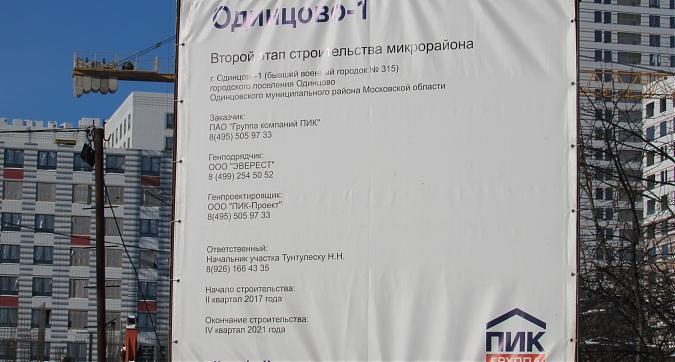 Одинцово-1
Второй этап строительства микрорайона
г. Одинцово-1 (бывший военный городок № 315)
городского поселения Одинцово
Одинцовского муниципального района Московской области
Заказчик:
ПАО "Группа компаний ПИК"
8(495) 505 97 33
Генподрядчик:
ООО "ЭВЕРЕСТ"
8 (499) 254 50 52
Генпроектировщик:
ООО "ПИК-Проект"
8(495) 505 97 33
Ответственный:
Начальник участка Тунтулеску Н.Н.
8(926) 166 43 35
Начало строительства:
II квартал 2017 года
Окончание строительства:
IV квартал 2021 года
ПИК
ГРУППА